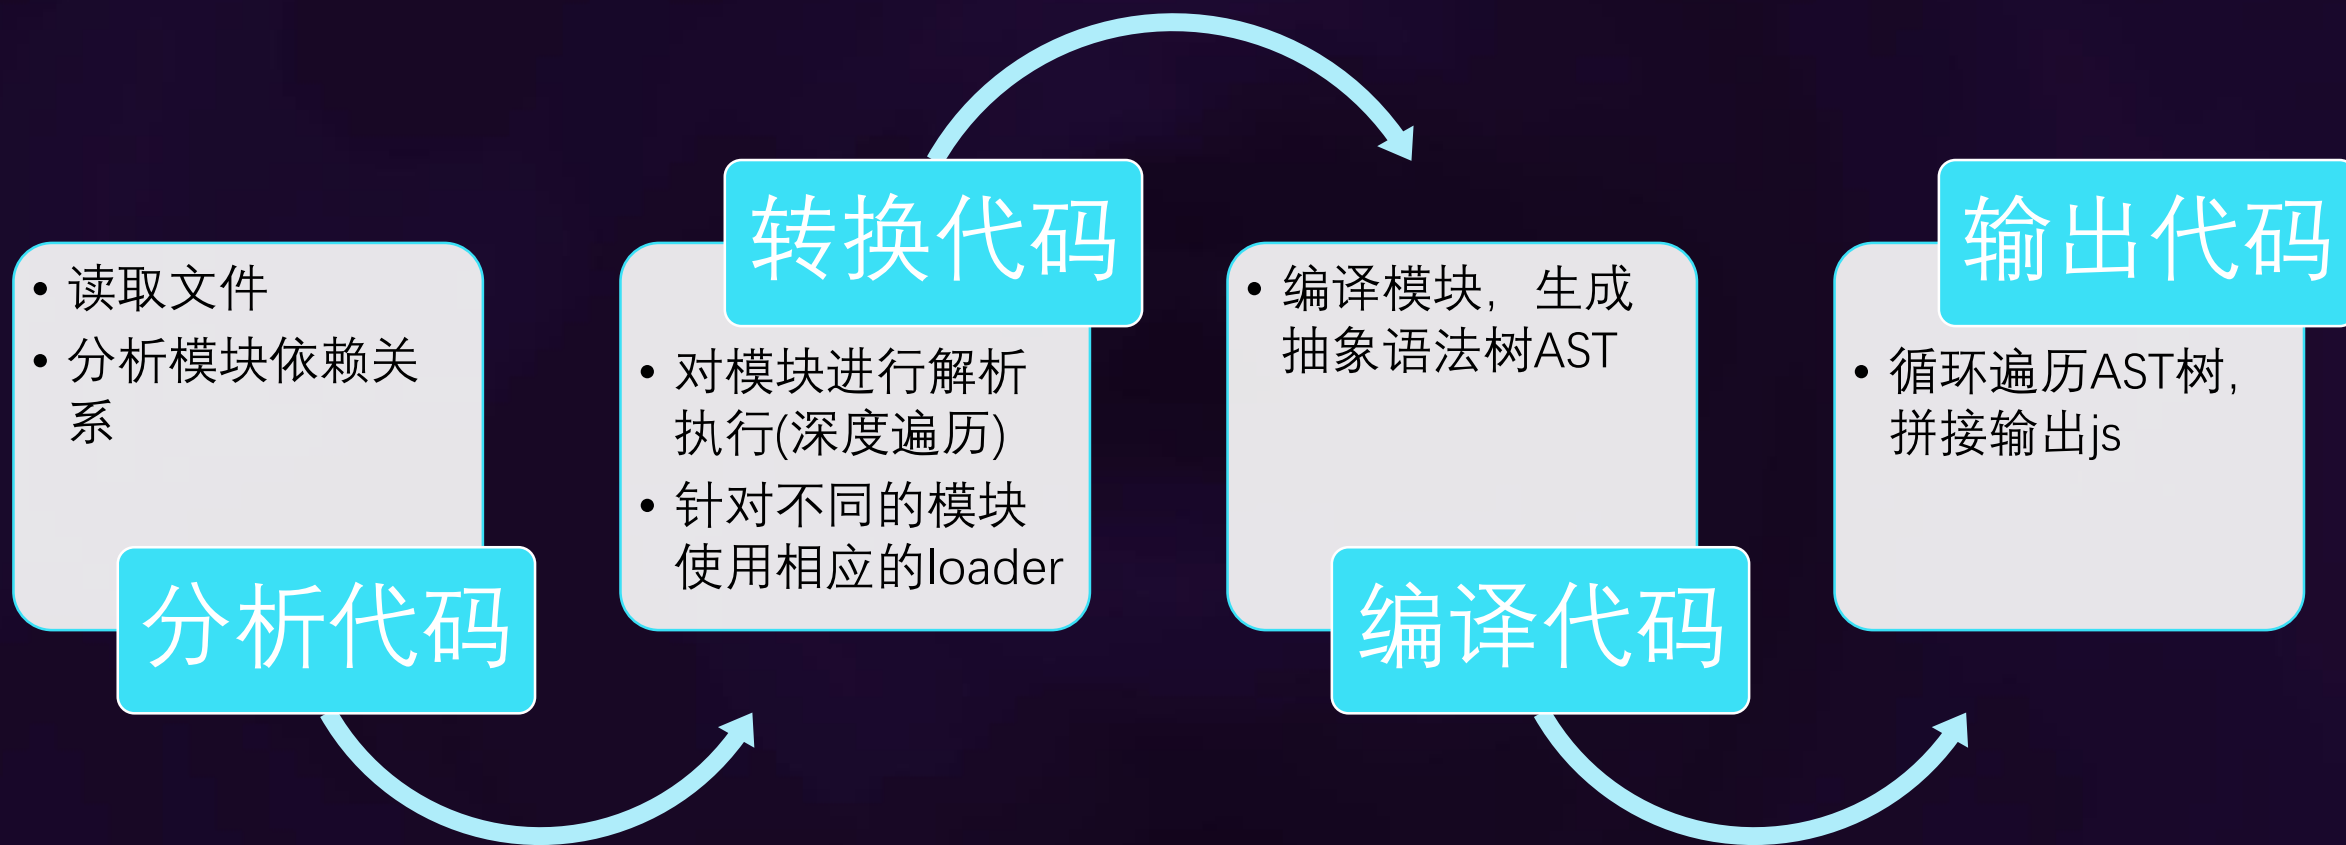 • 读取文件
• 分析模块依赖关
系
分析代码
转换代码
• 对模块进行解析
执行(深度遍历)
• 针对不同的模块
使用相应的loader
• 编译模块，生成
抽象语法树AST
编译代码
输出代码
• 循环遍历AST树，
拼接输出js